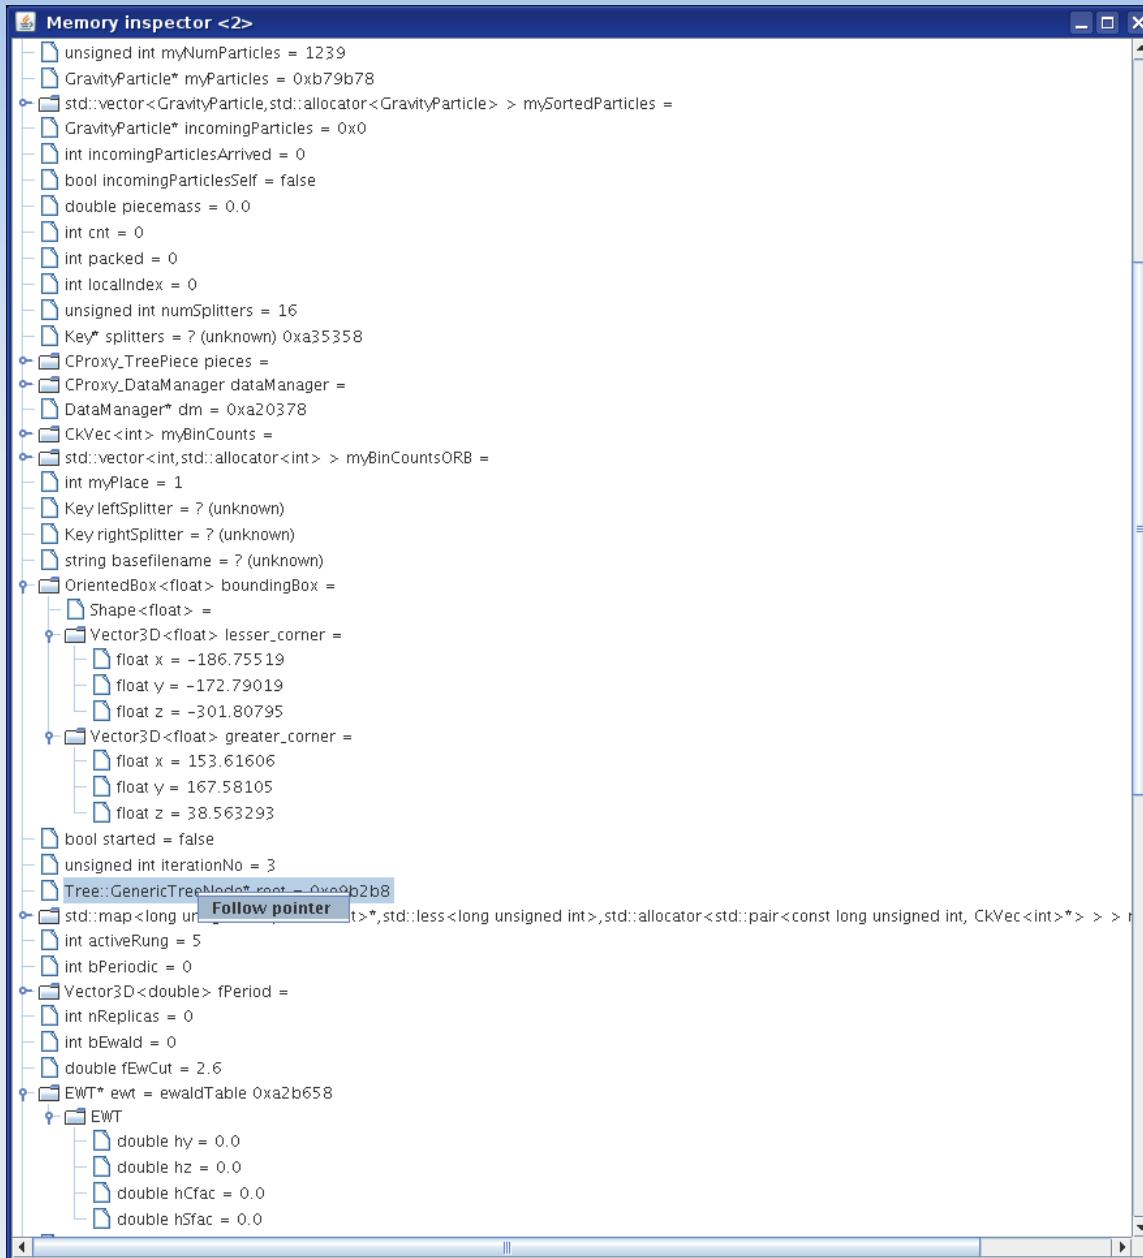 Memory inspector <2>
unsigned int myNumParticles = 1239
GravityParticle* myParticles = 0xb79b78
std::vector<GravityParticle,std::allocator<GravityParticle> > mySortedParticles =
GravityParticle* incomingParticles = 0x0
int incomingParticlesArrived = 0
bool incomingParticlesSelf = false
double piecemass = 0.0
int cnt = 0
int packed = 0
int localIndex = 0
unsigned int numSplitters = 16
Key* splitters = ? (unknown) 0xa35358
CProxy_TreePiece pieces =
CProxy_DataManager dataManager =
DataManager* dm = 0xa20378
CkVec<int> myBinCounts =
std::vector<int,std::allocator<int> > myBinCountsORB =
int myPlace = 1
Key leftSplitter = ? (unknown)
Key rightSplitter = ? (unknown)
string basefilename = ? (unknown)
OrientedBox<float> boundingBox =
Shape<float> =
Vector3D<float> lesser_corner =
float x = -186.75519
float y = -172.79019
float z = -301.80795
Vector3D<float> greater_corner =
float x = 153.61606
float y = 167.58105
float z = 38.563293
bool started = false
unsigned int iterationNo = 3
Tree::GenericTreeNode* root =
Follow pointer
std::map<long t>*,std::less<long unsigned int>,std::allocator<std::pair<const long unsigned int, CkVec<int>*> > >
int activeRung = 5
int bPeriodic = 0
Vector3D<double> fPeriod =
int nReplicas = 0
int bEwald = 0
double fEwCut = 2.6
EWT* ewt = ewaldTable 0xa2b658
EWT
double hy = 0.0
double hz = 0.0
double hCfac = 0.0
double hSfac = 0.0